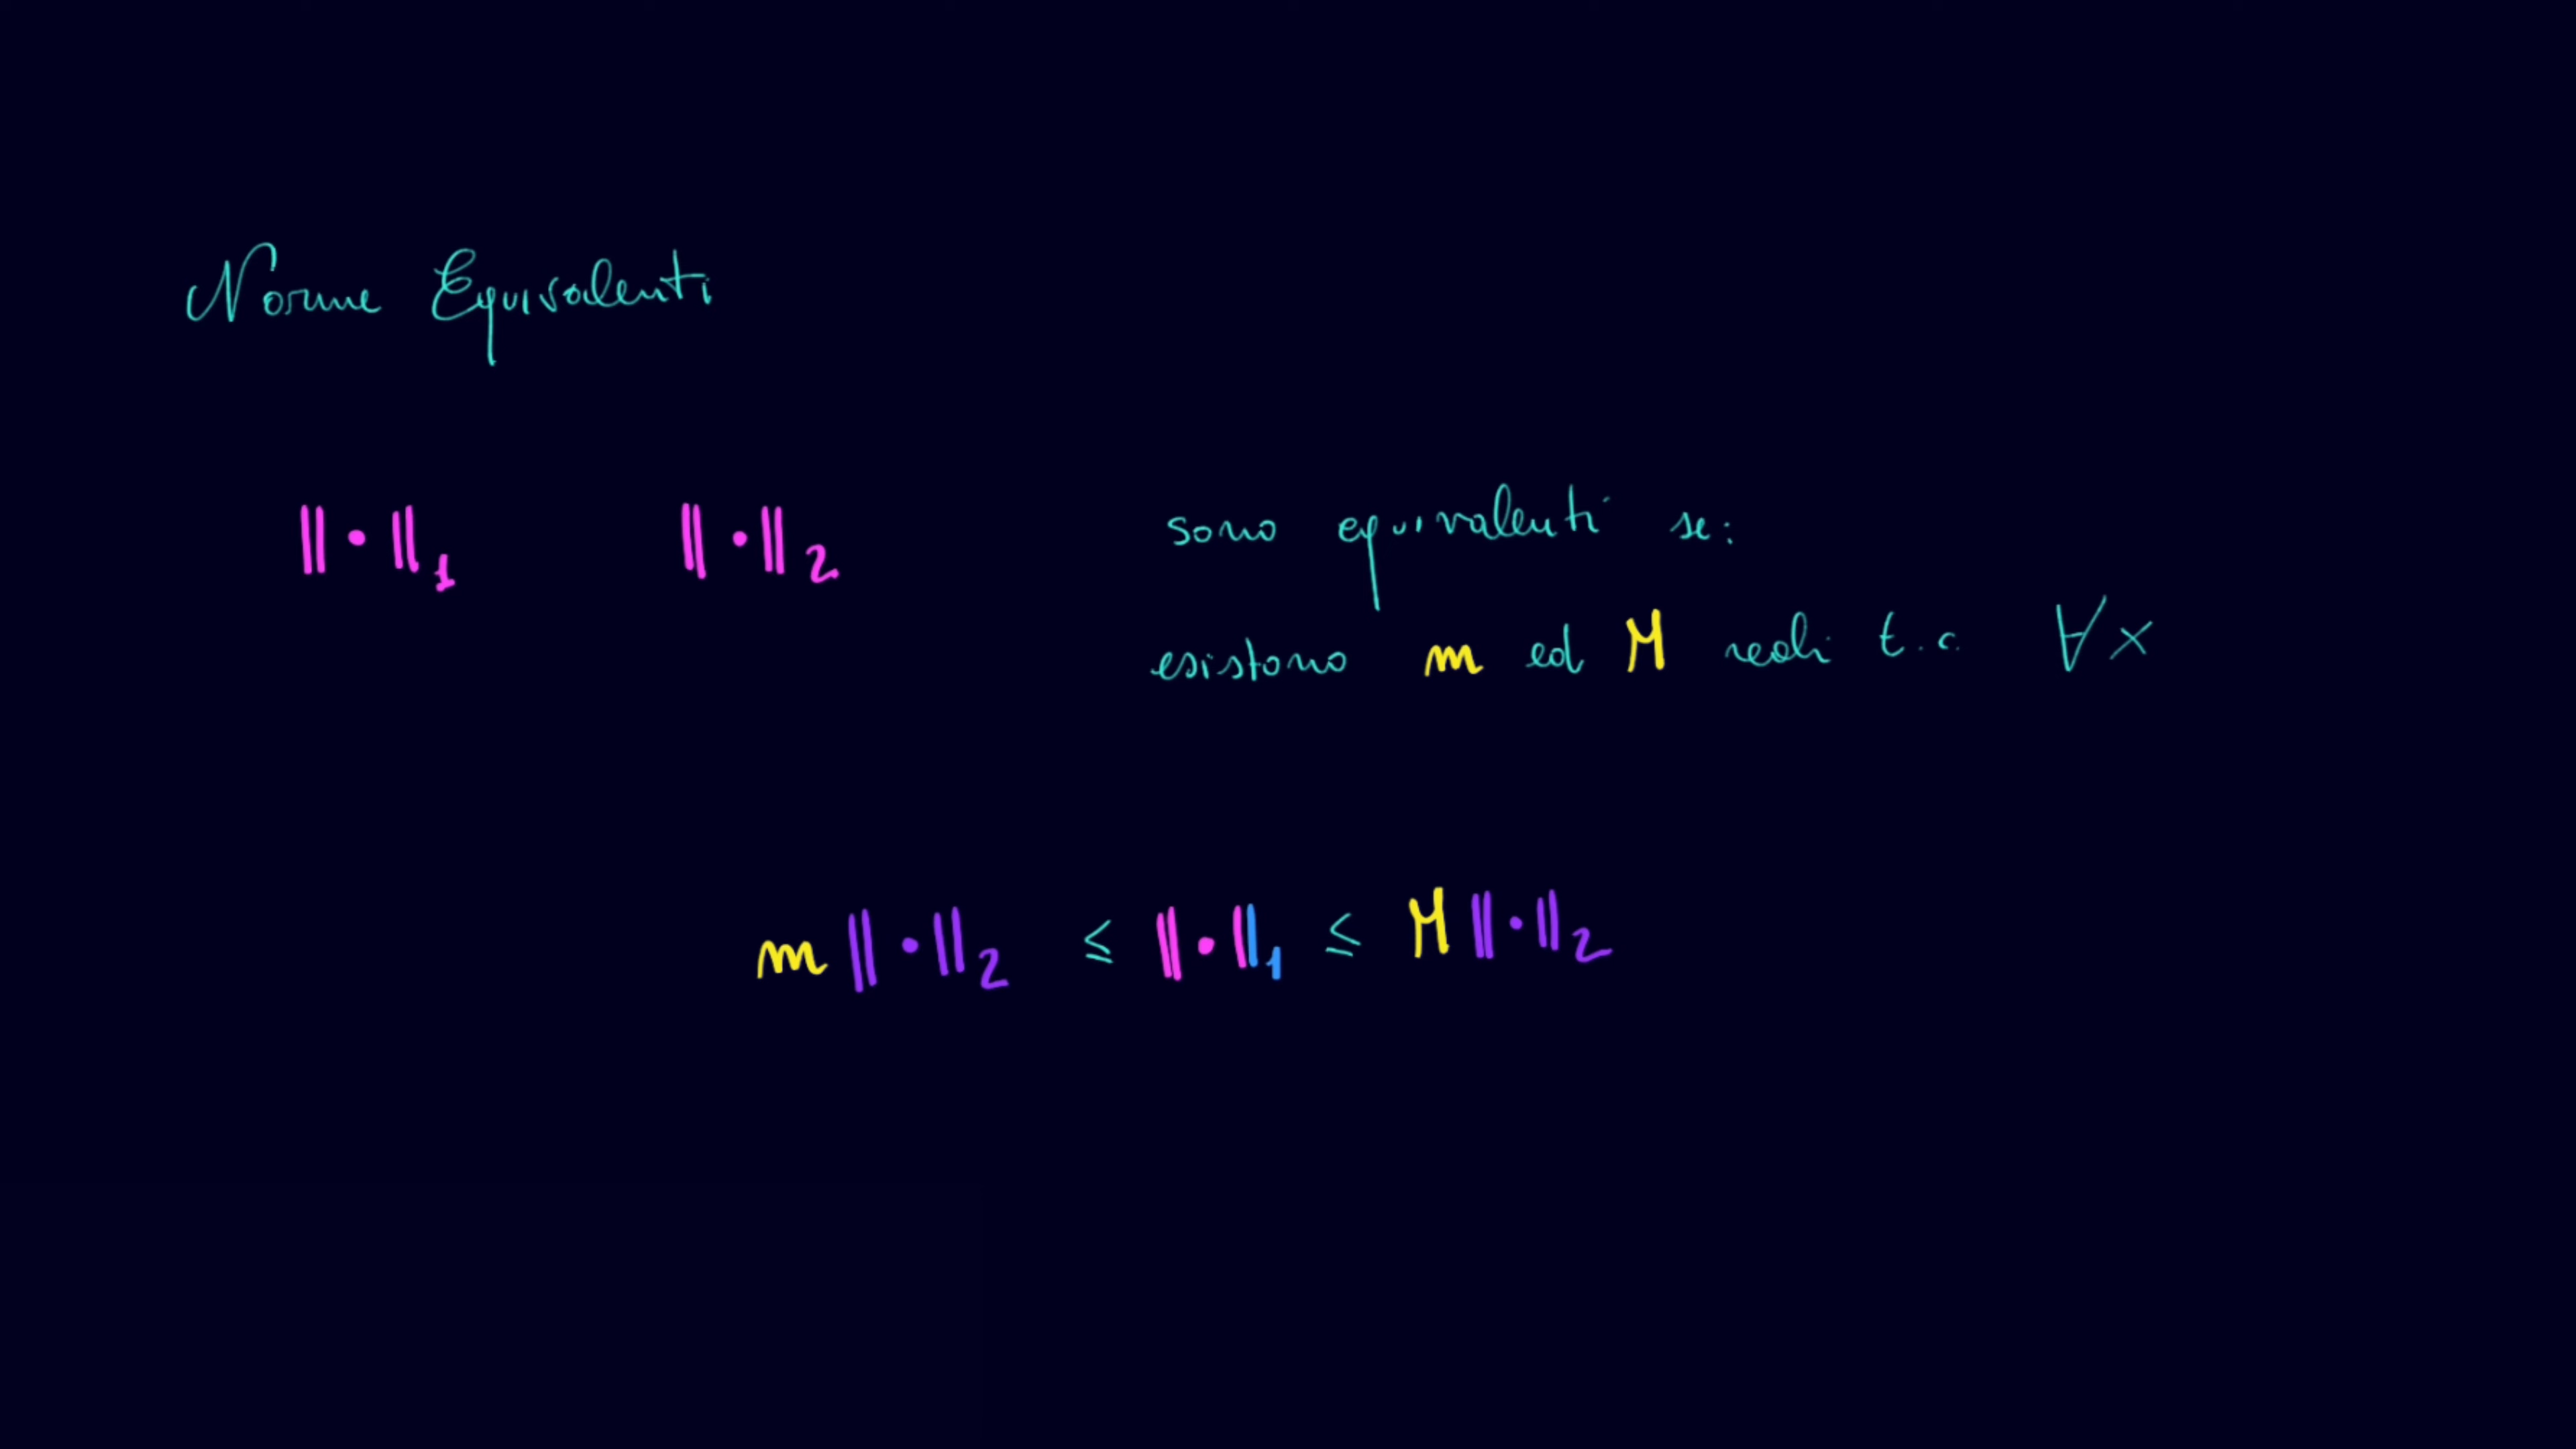 Norme Equivalenti
‖·‖₁ ‖·‖₂ sono equivalenti se:
esistono m ed M reali t.c. ∀x
m‖·‖₂ ≤ ‖·‖₁ ≤ M‖·‖₂